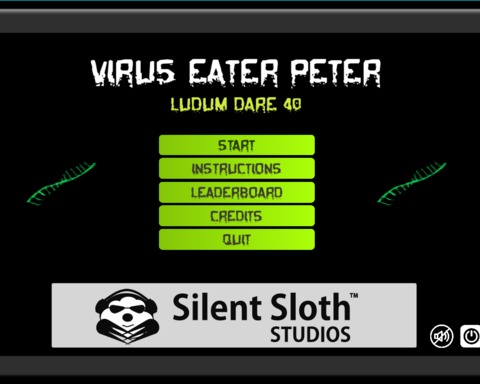 VIRUS EATER PETER
LUDUM DARE 40
START
INSTRUCTIONS
LEADERBOARD
CREDITS
QUIT
Silent Sloth™
STUDIOS